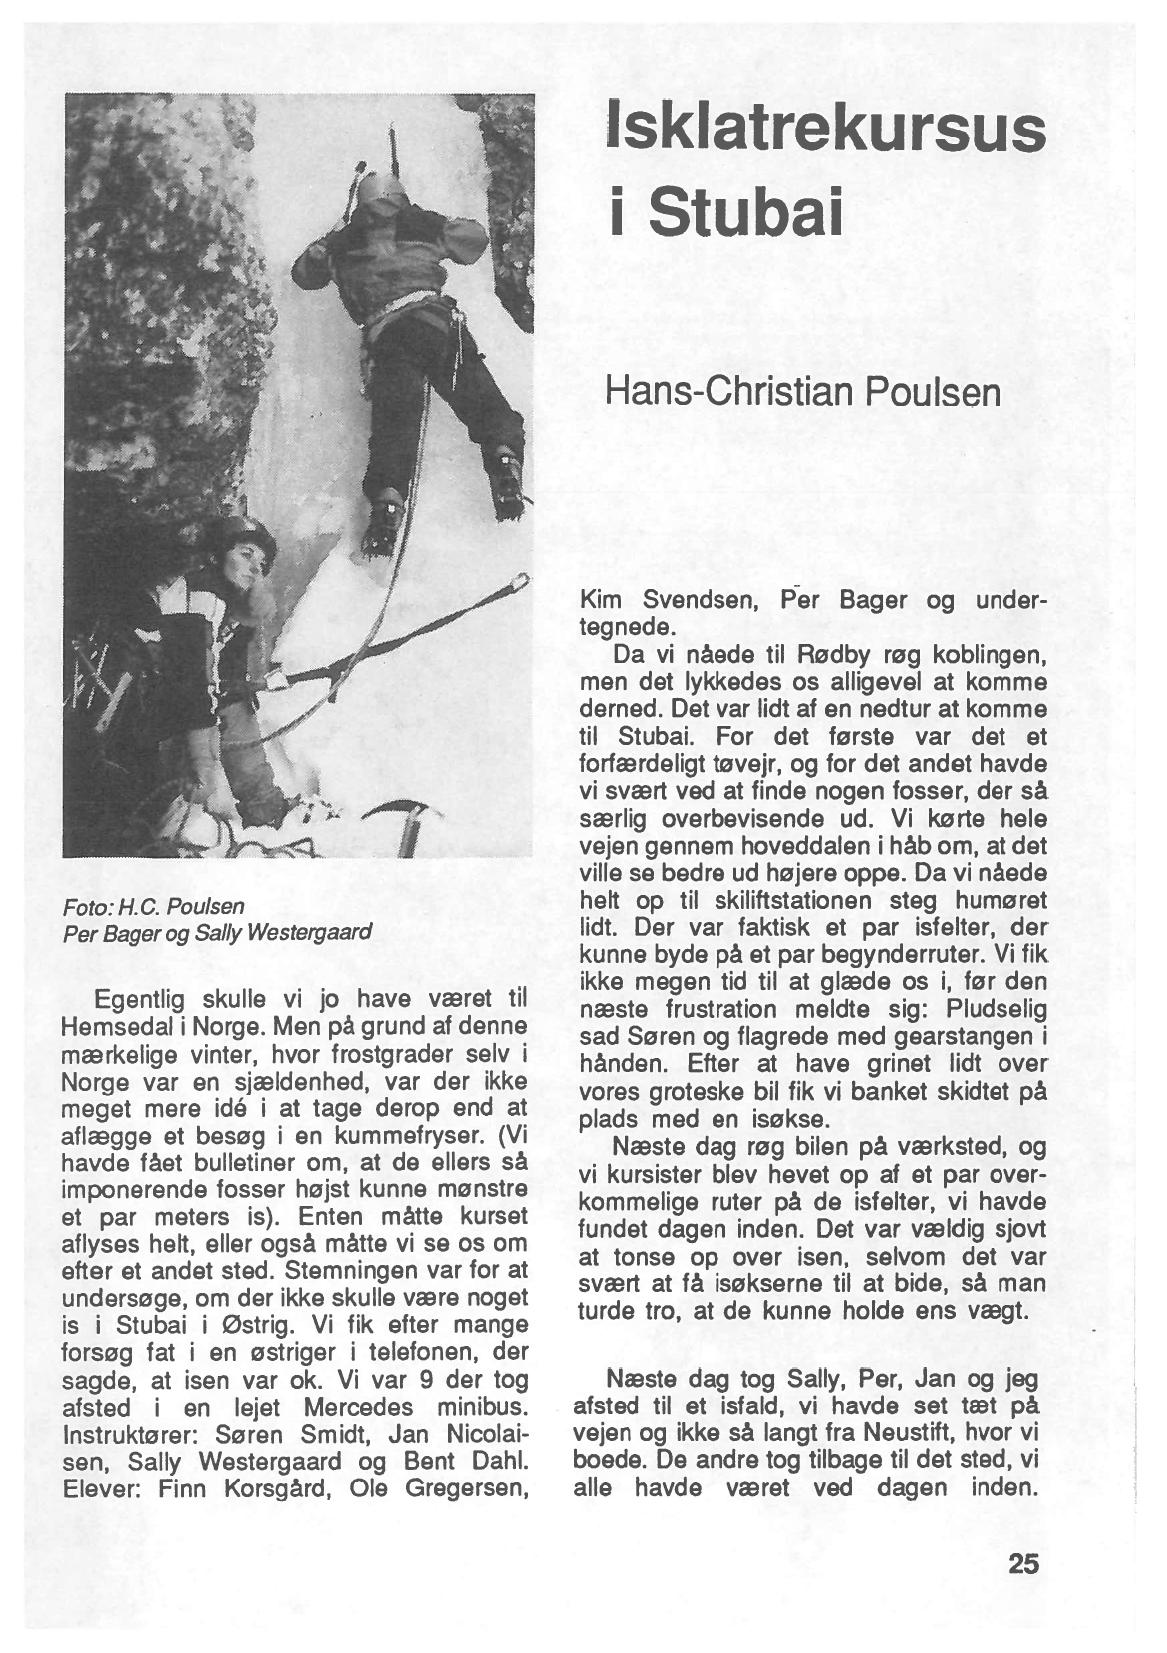 Isklatrekursus
i Stubai
Hans-Christian Poulsen
Foto: H.C. Poulsen
Per Bager og Sally Westergaard
Egentlig skulle vi jo have været til
Hemsedal i Norge. Men på grund af denne
mærkelige vinter, hvor frostgrader selv i
Norge var en sjældenhed, var der ikke
meget mere idé i at tage derop end at
aflægge et besøg i en kummefryser. (Vi
havde fået bulletiner om, at de ellers så
imponerende fosser højst kunne mønstre
et par meters is). Enten måtte kurset
aflyses helt, eller også måtte vi se os om
efter et andet sted. Stemningen var for at
undersøge, om der ikke skulle være noget
is i Stubai i Østrig. Vi fik efter mange
forsøg fat i en østriger i telefonen, der
sagde, at isen var ok. Vi var 9 der tog
afsted i en lejet Mercedes minibus.
Instruktører: Søren Smidt, Jan Nicolai-
sen, Sally Westergaard og Bent Dahl.
Elever: Finn Korsgård, Ole Gregersen,
Kim Svendsen, Per Bager og under-
tegnede.
Da vi nåede til Rødby røg koblingen,
men det lykkedes os alligevel at komme
derned. Det var lidt af en nedtur at komme
til Stubai. For det første var det et
forfærdeligt tøvejr, og for det andet havde
vi svært ved at finde nogen fosser, der så
særlig overbevisende ud. Vi kørte hele
vejen gennem hoveddalen i håb om, at det
ville se bedre ud højere oppe. Da vi nåede
helt op til skiliftstationen steg humøret
lidt. Der var faktisk et par isfelter, der
kunne byde på et par begynderruter. Vi fik
ikke megen tid til at glæde os i, før den
næste frustration meldte sig: Pludselig
sad Søren og flagrede med gearstangen i
hånden. Efter at have grinet lidt over
vores groteske bil fik vi banket skidtet på
plads med en isøkse.
Næste dag røg bilen på værksted, og
vi kursister blev hevet op af et par over-
kommelige ruter på de isfelter, vi havde
fundet dagen inden. Det var vældig sjovt
at tonse op over isen, selvom det var
svært at få isøkserne til at bide, så man
turde tro, at de kunne holde ens vægt.
Næste dag tog Sally, Per, Jan og jeg
afsted til et isfald, vi havde set tæt på
vejen og ikke så langt fra Neustift, hvor vi
boede. De andre tog tilbage til det sted, vi
alle havde været ved dagen inden.
25